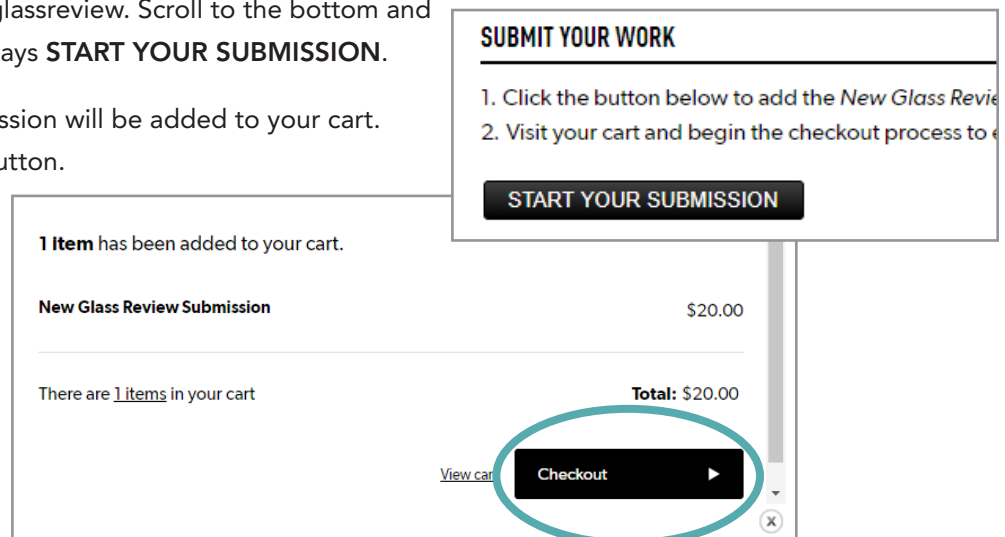 glassreview. Scroll to the bottom and
ays START YOUR SUBMISSION.
ssion will be added to your cart.
utton.
SUBMIT YOUR WORK
1. Click the button below to add the New Glass Revie
2. Visit your cart and begin the checkout process to
START YOUR SUBMISSION
1 item has been added to your cart.
New Glass Review Submission $20.00
There are 1 items in your cart Total: $20.00
View car Checkout
x